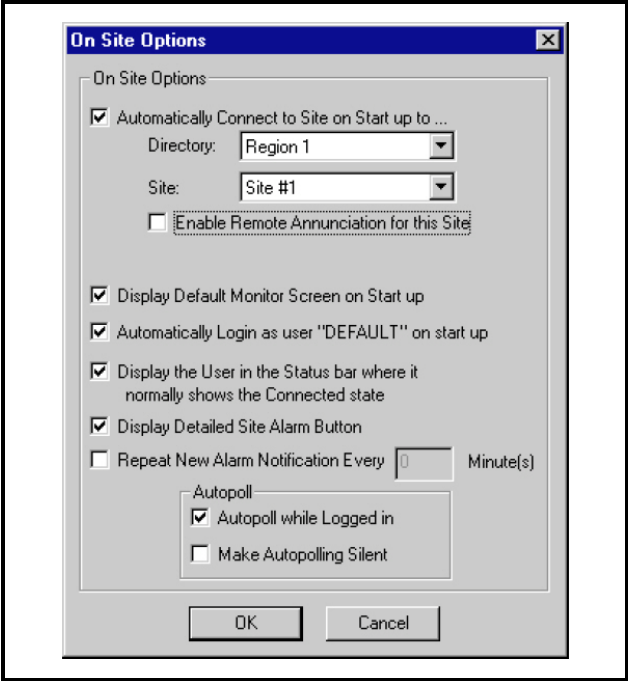 On Site Options
On Site Options
Automatically Connect to Site on Start up to ...
Directory: Region 1
Site: Site #1
Enable Remote Annunciation for this Site
Display Default Monitor Screen on Start up
Automatically Login as user "DEFAULT" on start up
Display the User in the Status bar where it
normally shows the Connected state
Display Detailed Site Alarm Button
Repeat New Alarm Notification Every 0 Minute(s)
Autopoll
Autopoll while Logged in
Make Autopolling Silent
OK Cancel